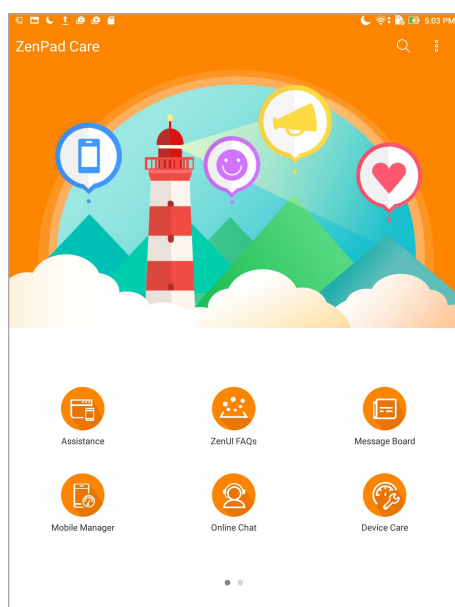 5:03 PM
ZenPad Care
Assistance
ZenUI FAQs
Message Board
Mobile Manager
Online Chat
Device Care